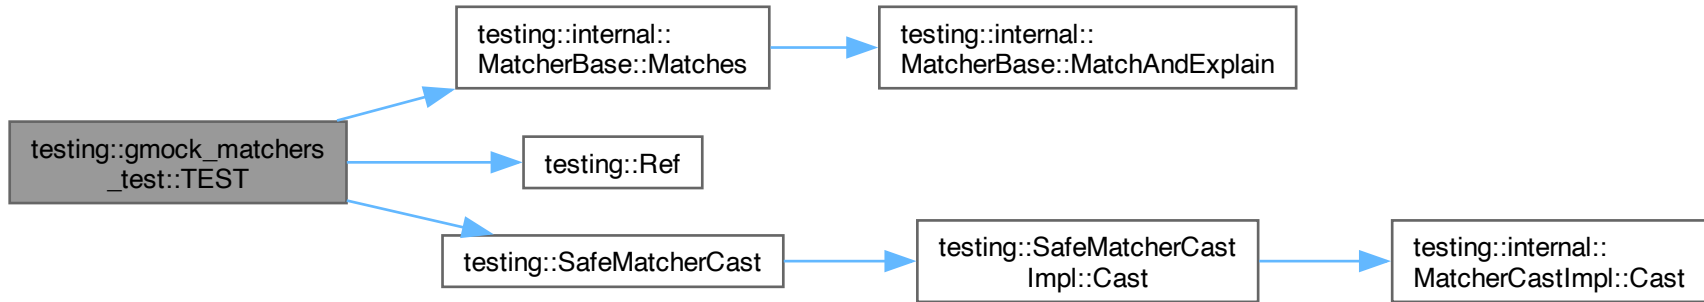 testing::gmock_matchers
_test::TEST
testing::internal::
MatcherBase::Matches
testing::internal::
MatcherBase::MatchAndExplain
testing::Ref
testing::SafeMatcherCast
testing::SafeMatcherCast
Impl::Cast
testing::internal::
MatcherCastImpl::Cast